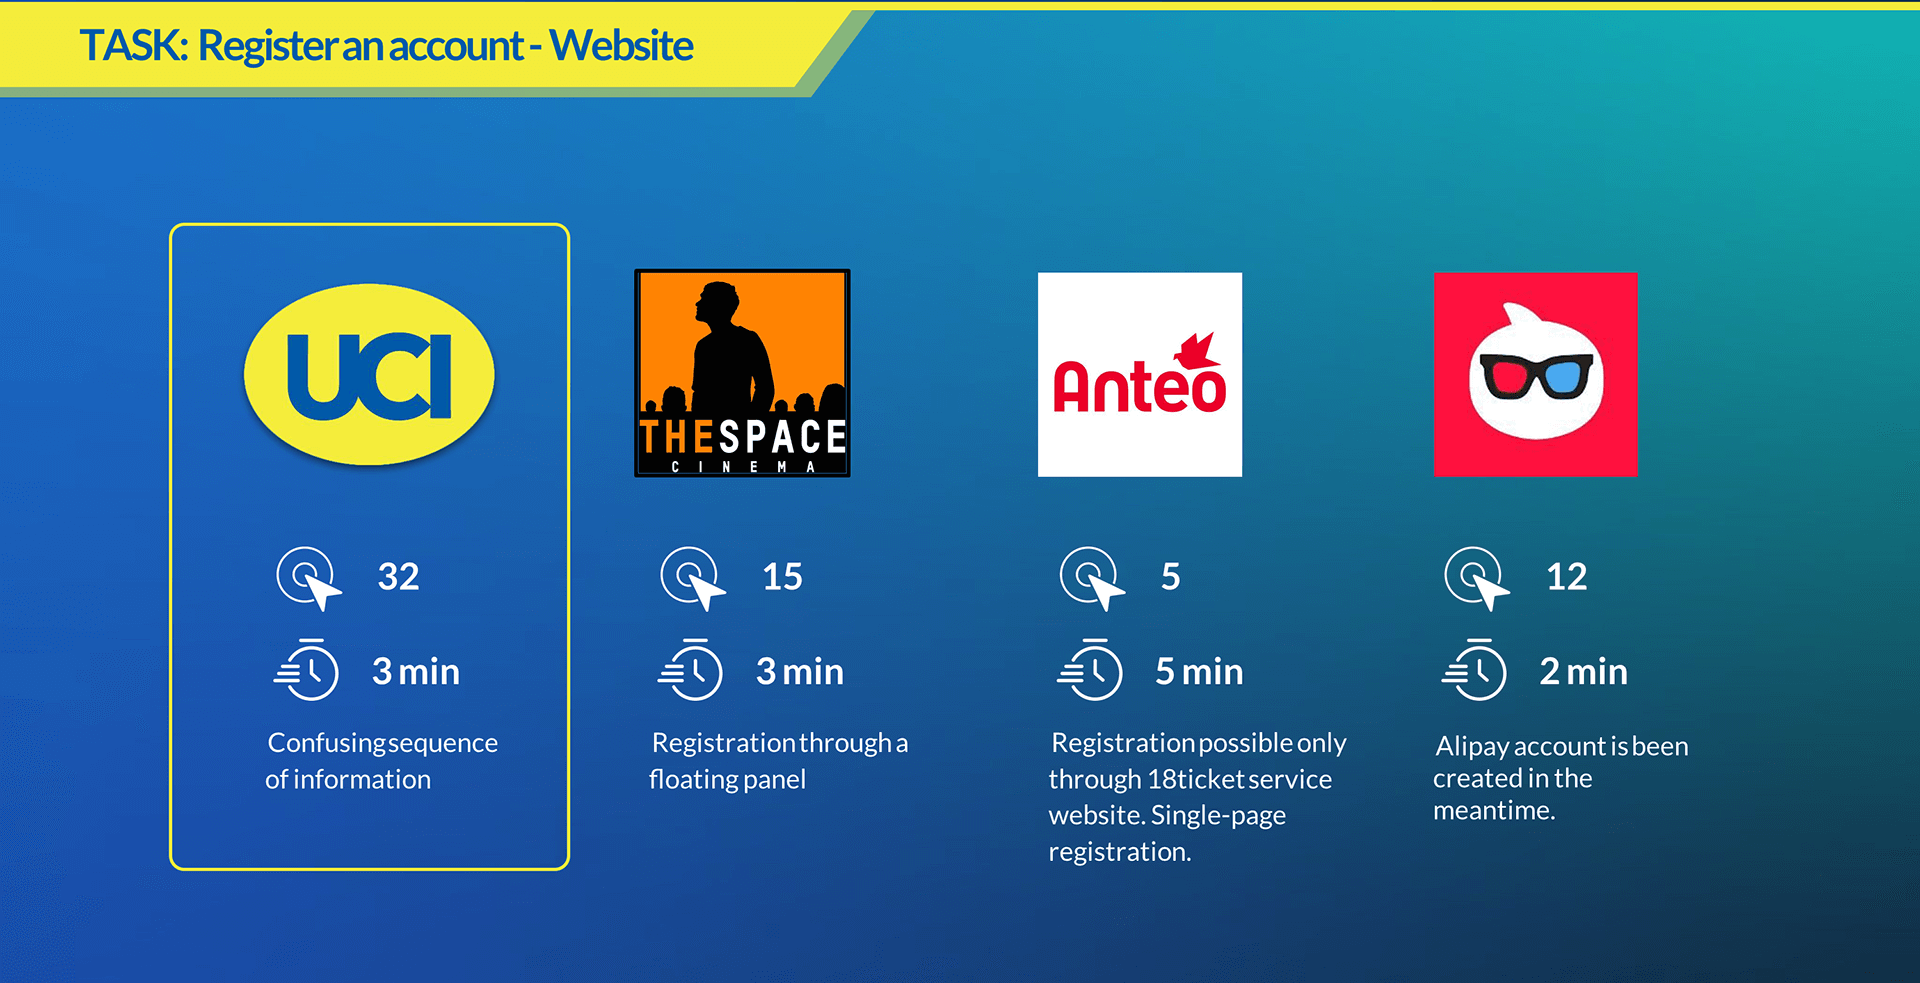 TASK: Register an account - Website
UCI
THE SPACE
CINEMA
Anteo
32
15
5
12
3 min
3 min
5 min
2 min
Confusing sequence
of information
Registration through a
floating panel
Registration possible only
through 18ticket service
website. Single-page
registration.
Alipay account is been
created in the
meantime.